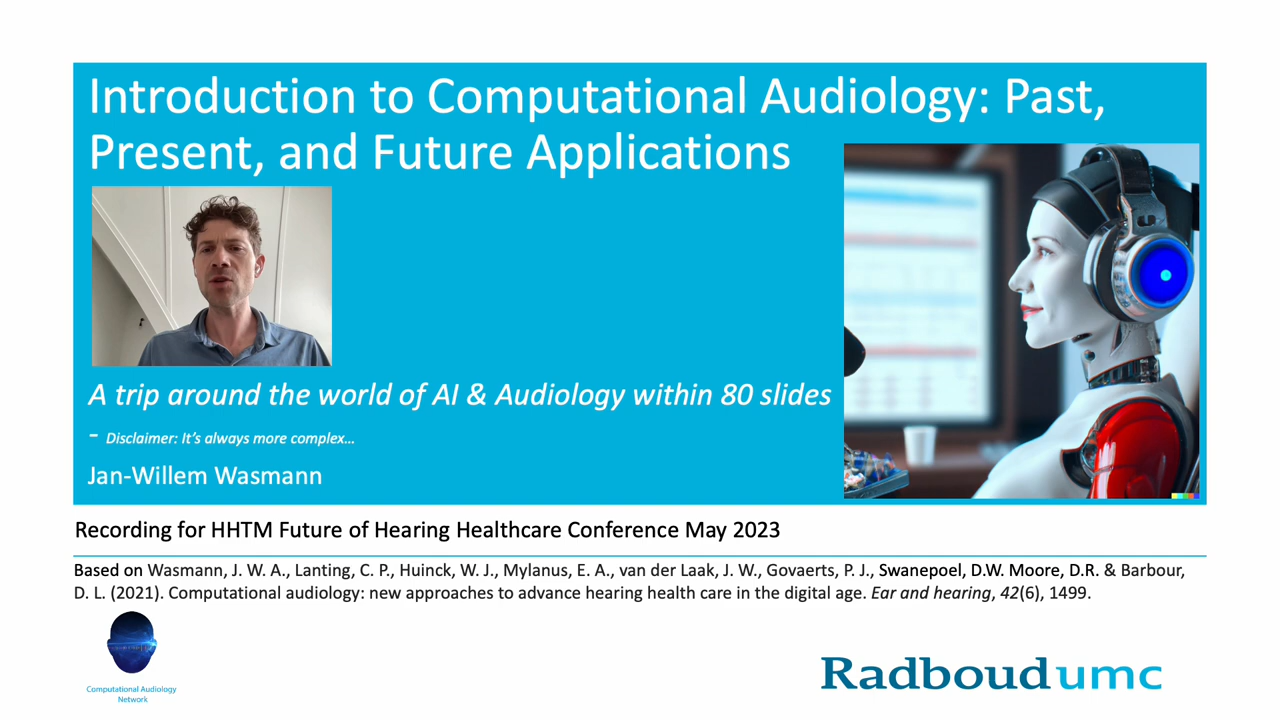 Introduction to Computational Audiology: Past,
Present, and Future Applications
A trip around the world of AI & Audiology within 80 slides
- Disclaimer: It's always more complex...
Jan-Willem Wasmann
Recording for HHTM Future of Hearing Healthcare Conference May 2023
Based on Wasmann, J. W. A., Lanting, C. P., Huinck, W. J., Mylanus, E. A., van der Laak, J. W., Govaerts, P. J., Swanepoel, D.W. Moore, D.R. & Barbour,
D. L. (2021). Computational audiology: new approaches to advance hearing health care in the digital age. Ear and hearing, 42(6), 1499.
Computational Audiology
Network
Radboudumc